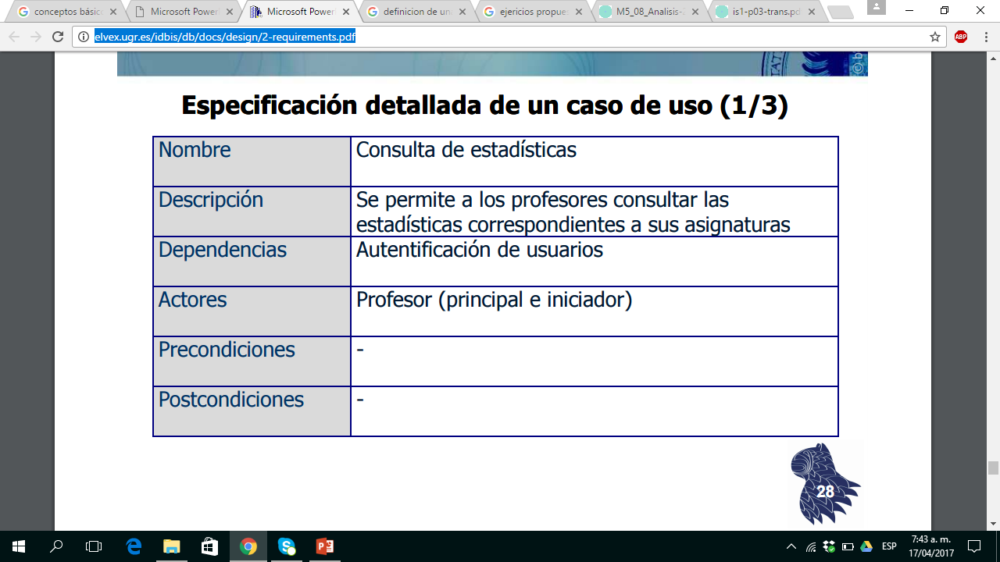 conceptos básic
Microsoft Power
Microsoft Power
definicion de un
ejericios propue
M5_08_Analisis-
is1-p03-trans.pd
elvex.ugr.es/idbis/db/docs/design/2-requirements.pdf
ABP
Especificación detallada de un caso de uso (1/3)
Nombre
Consulta de estadísticas
Descripción
Se permite a los profesores consultar las
estadísticas correspondientes a sus asignaturas
Dependencias
Autentificación de usuarios
Actores
Profesor (principal e iniciador)
Precondiciones
-
Postcondiciones
-
28
ESP
7:43 a. m.
17/04/2017